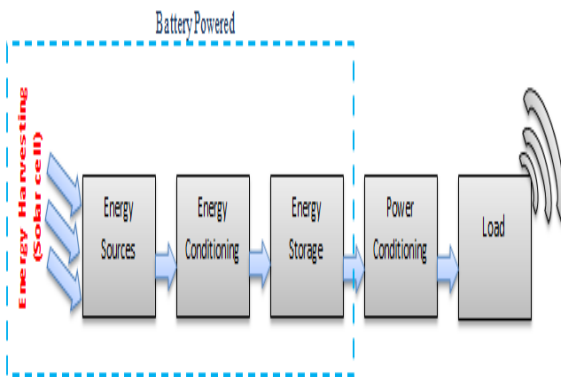 Battery Powered
Energy Harvesting
(Solar cell)
Energy
Sources
Energy
Conditioning
Energy
Storage
Power
Conditioning
Load